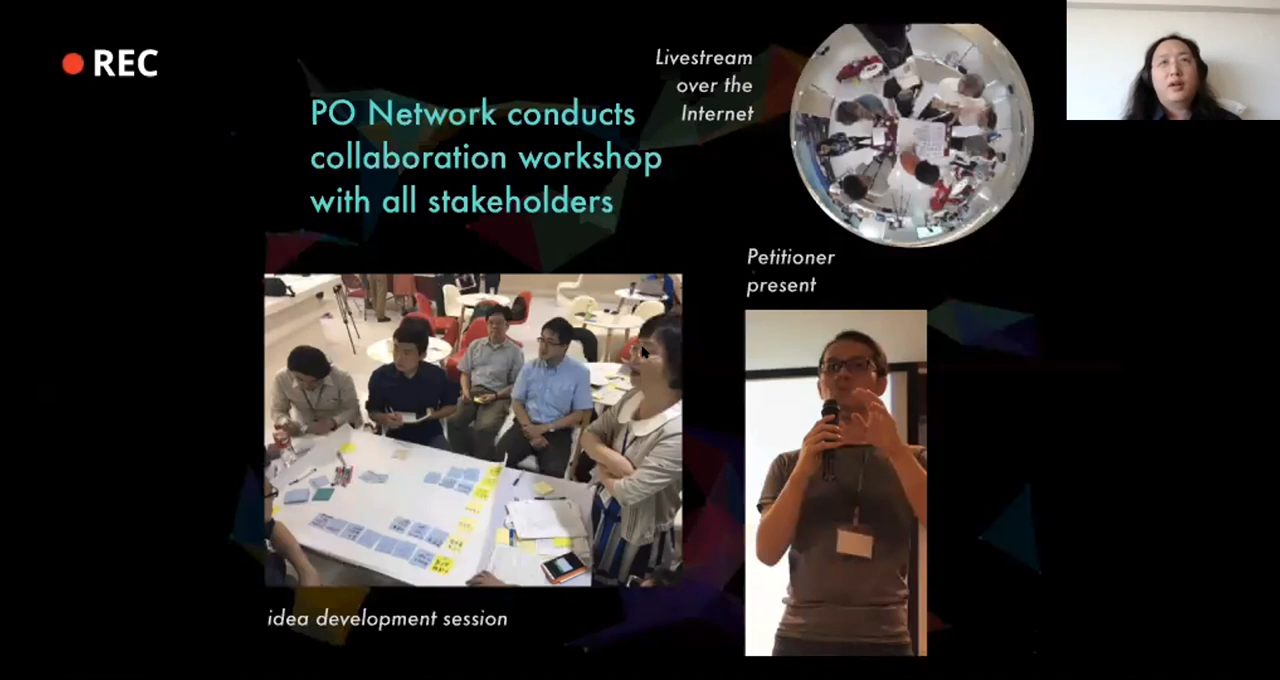 REC
PO Network conducts
collaboration workshop
with all stakeholders
Livestream
over the
Internet
Petitioner
present
idea development session